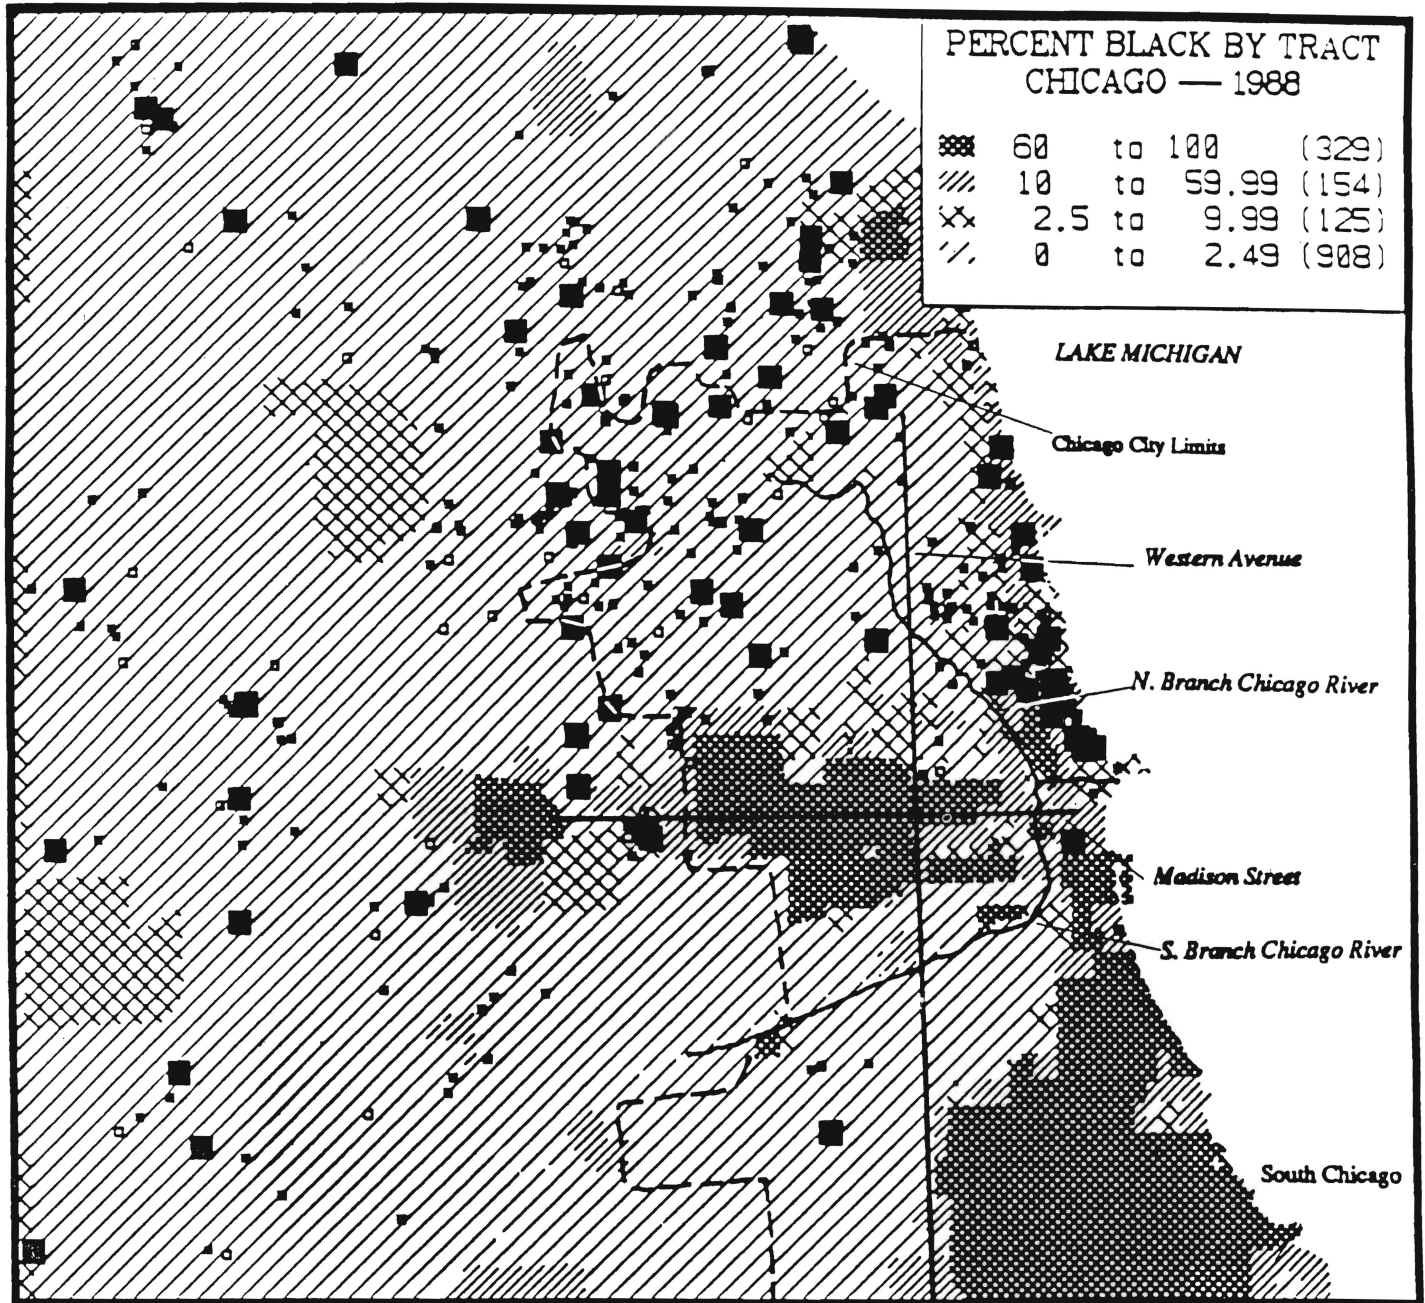 PERCENT BLACK BY TRACT
CHICAGO — 1988
60 to 100 (329)
10 to 59.99 (154)
2.5 to 9.99 (125)
0 to 2.49 (908)
LAKE MICHIGAN
Chicago City Limits
Western Avenue
N. Branch Chicago River
Madison Street
S. Branch Chicago River
South Chicago